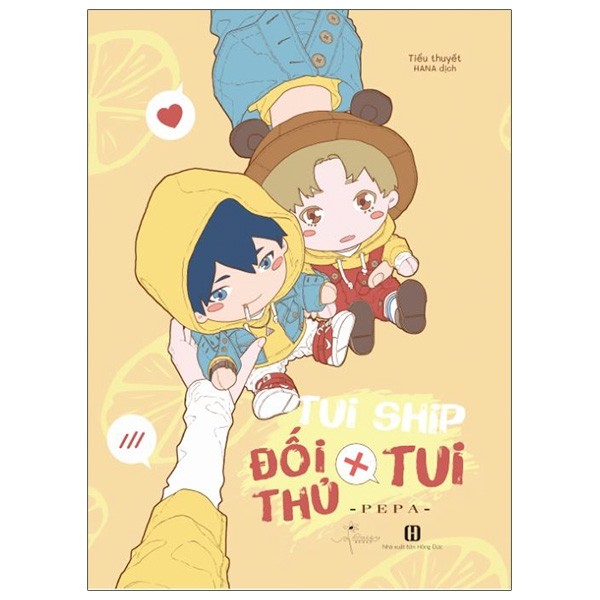 Tiểu thuyết
HANA dịch
TUI SHIP
ĐỐI × TUI
THỦ
-PEPA-
H
Nhà xuất bản Hồng Đức